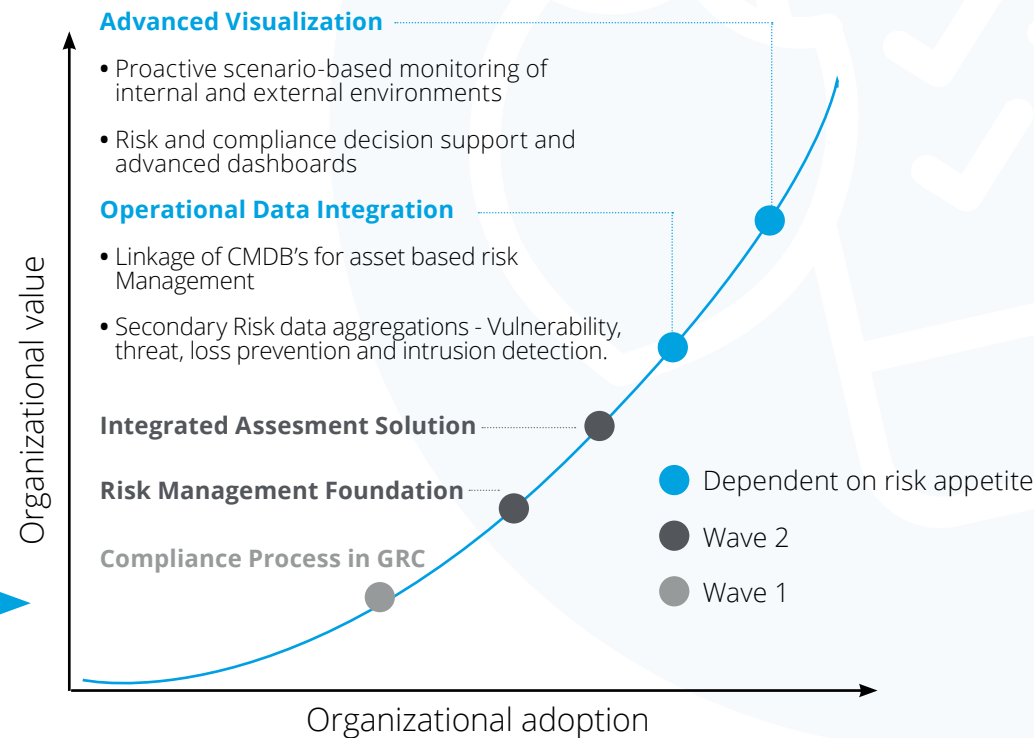 Advanced Visualization
• Proactive scenario-based monitoring of
internal and external environments
• Risk and compliance decision support and
advanced dashboards
Operational Data Integration
• Linkage of CMDB's for asset based risk
Management
• Secondary Risk data aggregations - Vulnerability,
threat, loss prevention and intrusion detection.
Integrated Assesment Solution
Risk Management Foundation
Compliance Process in GRC
Organizational value
Dependent on risk appetite
Wave 2
Wave 1
Organizational adoption